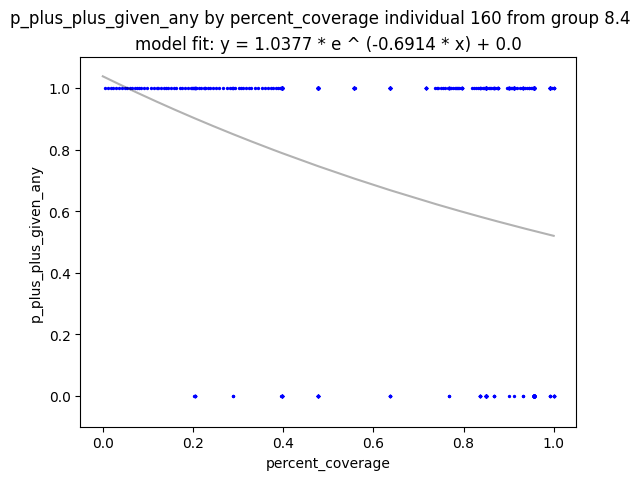 p_plus_plus_given_any by percent_coverage individual 160 from group 8.4
model fit: y = 1.0377 * e ^ (-0.6914 * x) + 0.0
1.0
0.8
0.6
0.4
0.2
0.0
p_plus_plus_given_any
0.0 0.2 0.4 0.6 0.8 1.0
percent_coverage